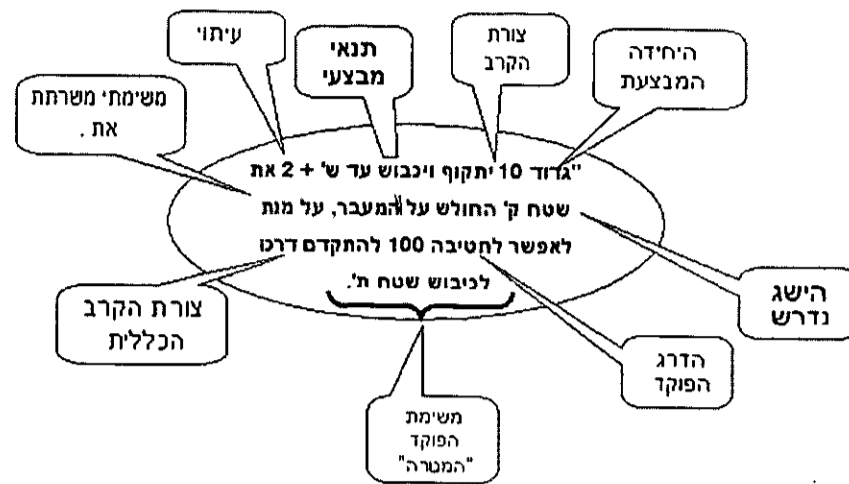 עיתוי
תנאי
מבצעי
צורת
הקרב
היחידה
המבצעת
משימתי משרתת
את .
"גדוד 10 יתקוף ויכבוש עד ש' + 2 את
שטח ק' החולש על המעבר, על מנת
לאפשר לחטיבה 100 להתקדם דרכו
לכיבוש שטח ת'.
הישג
נדרש
צורת הקרב
הכללית
הדרג
הפוקד
משימת
הפוקד
"המטרה"